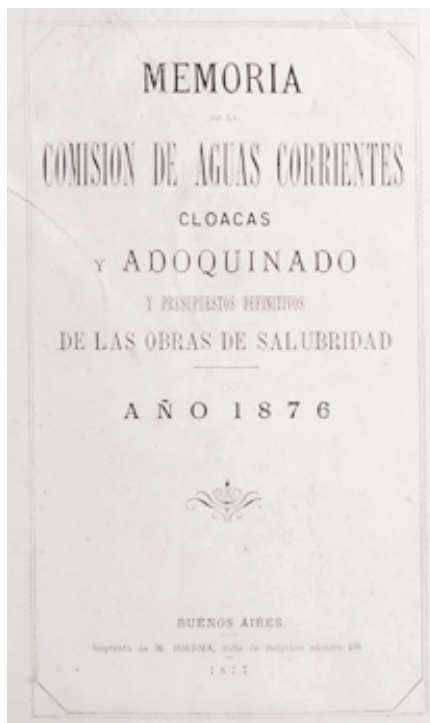 MEMORIA
DE LA
COMISION DE AGUAS CORRIENTES
CLOACAS
Y ADOQUINADO
Y PRESUPUESTOS DEFINITIVOS
DE LAS OBRAS DE SALUBRIDAD
AÑO 1876
BUENOS AIRES
Imprenta de M. BIEDMA, calle de Belgrano número
1877